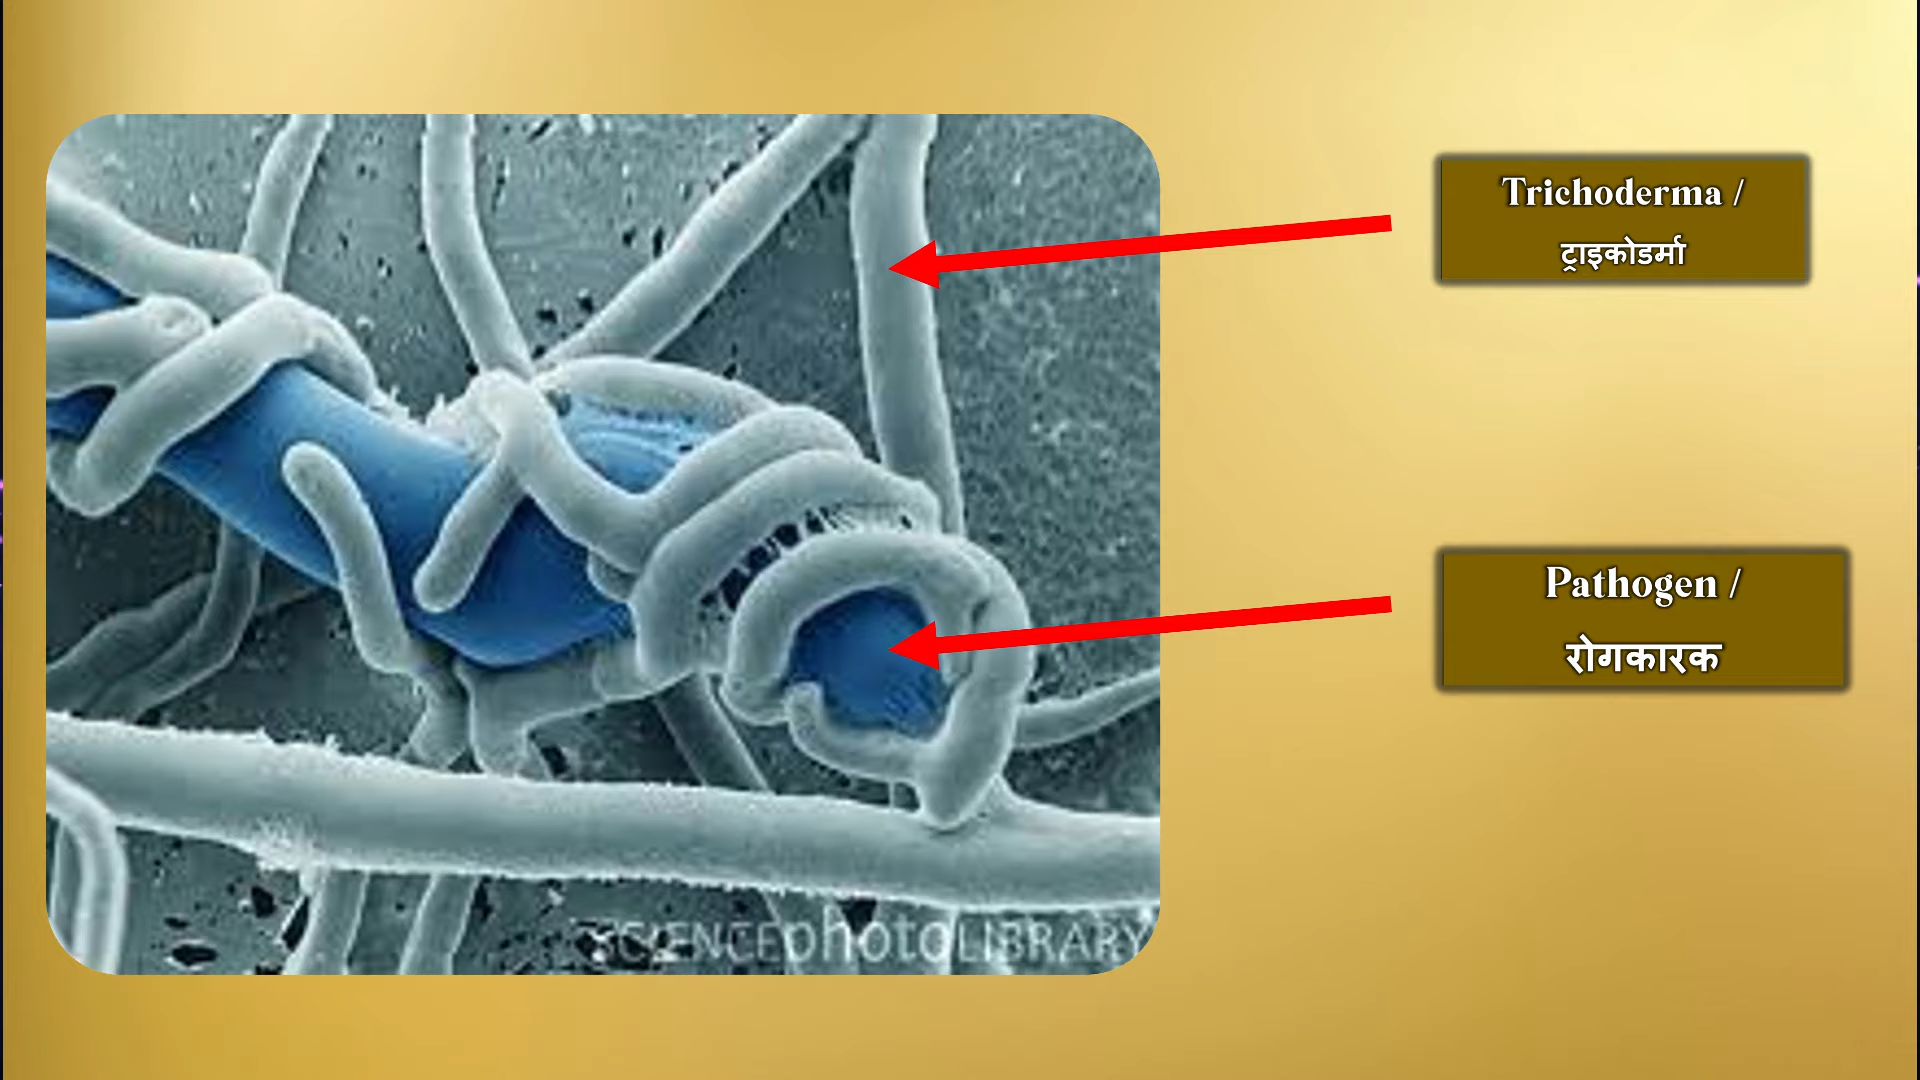 Trichoderma /
ट्राइकोडर्मा
Pathogen /
रोगकारक
SCIENCEphotoLIBRARY